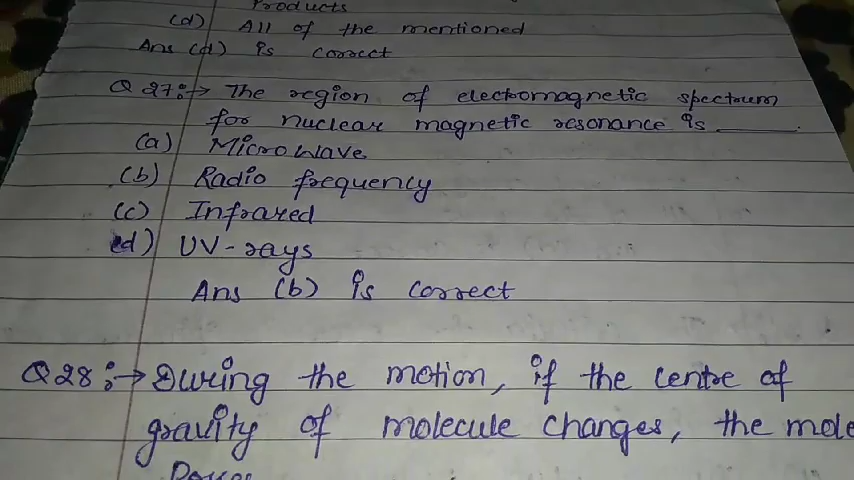 Products
(d) All of the mentioned
Ans (d) is correct
Q 27:→ The region of electromagnetic spectrum
for nuclear magnetic resonance is ______.
(a) Microwave
(b) Radio frequency
(c) Infrared
(d) UV-rays
Ans (b) is correct
Q 28:→ During the motion, if the centre of
gravity of molecule changes, the mole